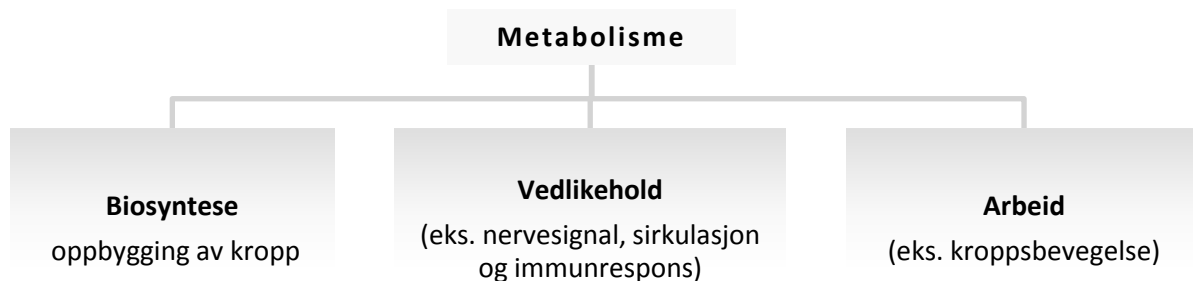 Metabolisme
Biosyntese
oppbygging av kropp
Vedlikehold
(eks. nervesignal, sirkulasjon
og immunrespons)
Arbeid
(eks. kroppsbevegelse)